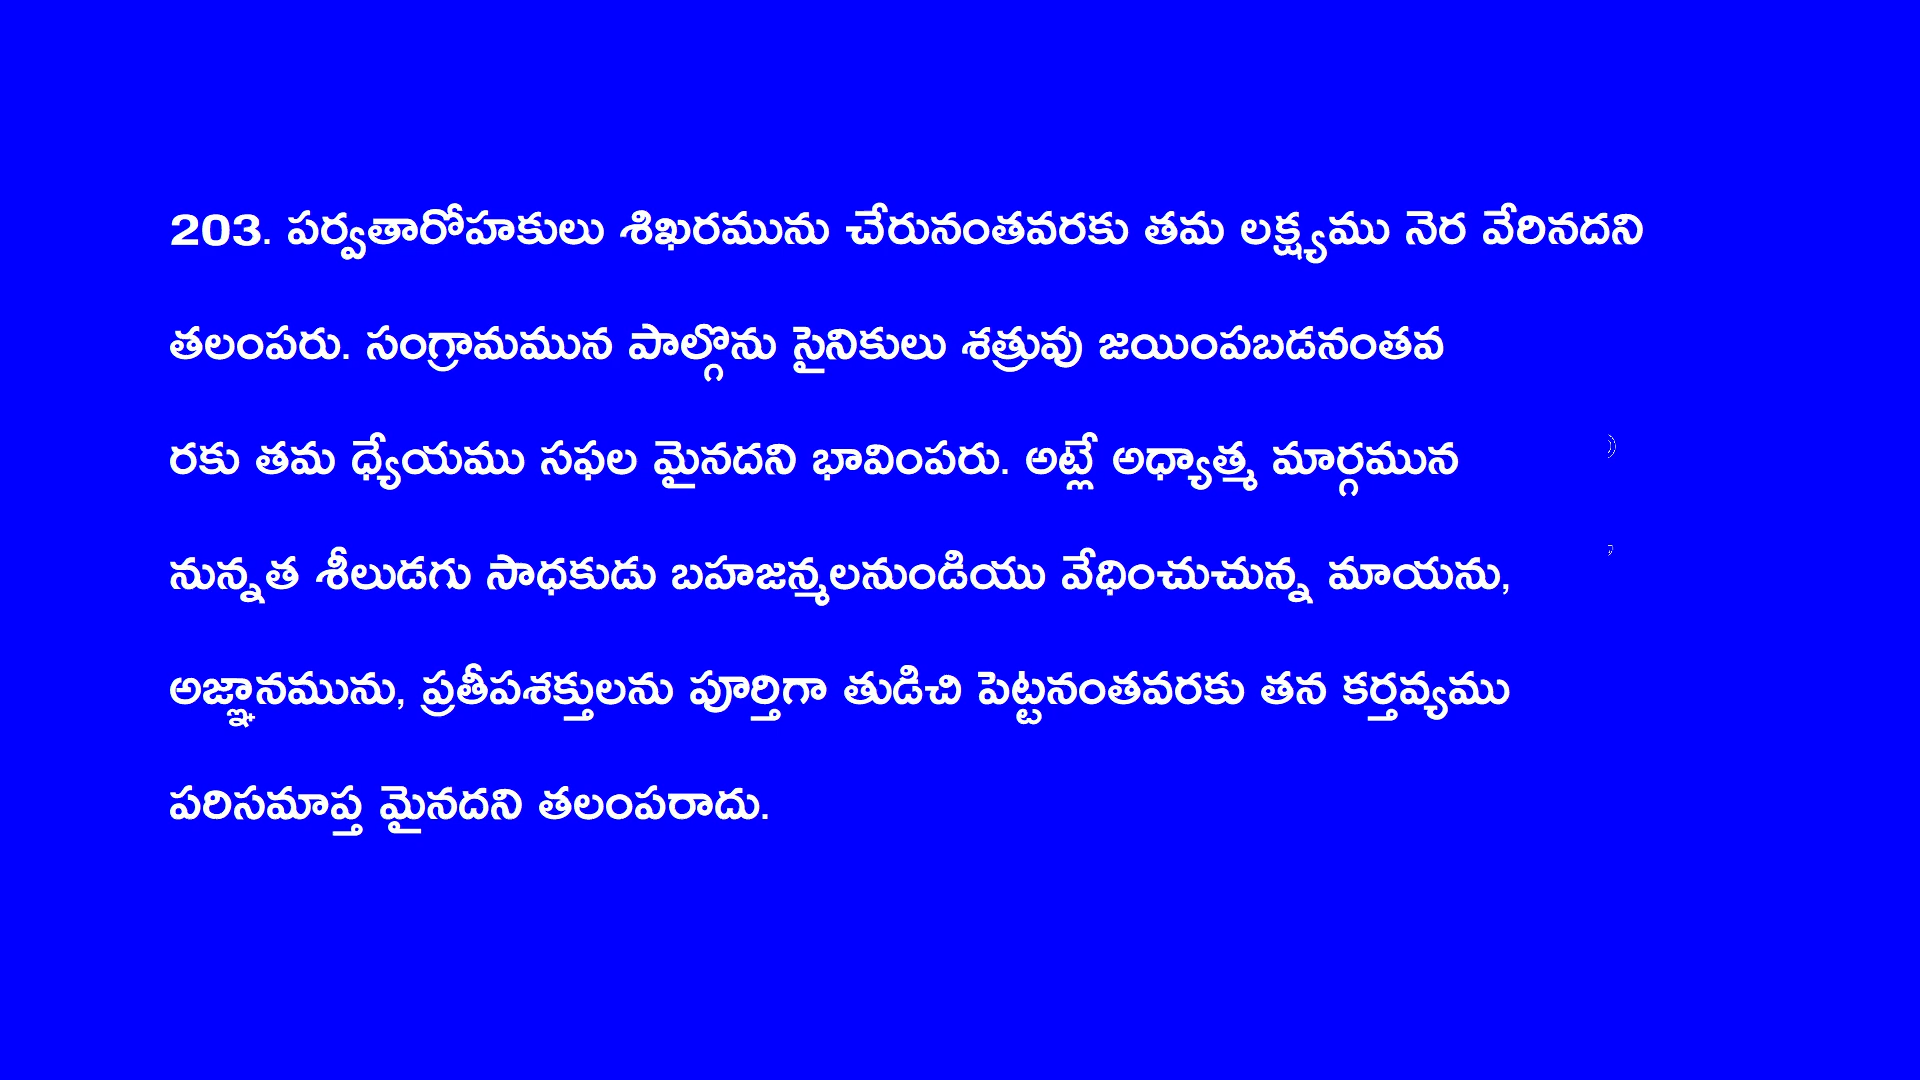 203. పర్వతారోహకులు శిఖరమును చేరునంతవరకు తమ లక్ష్యము నెర వేరినదని
తలంపరు. సంగ్రామమున పాల్గొను సైనికులు శత్రువు జయింపబడనంతవ
రకు తమ ధ్యేయము సఫల మైనదని భావింపరు. అట్లే అధ్యాత్మ మార్గమున
నున్నత శీలుడగు సాధకుడు బహజన్మలనుండియు వేధించుచున్న మాయను,
అజ్ఞానమును, ప్రతీపశక్తులను పూర్తిగా తుడిచి పెట్టనంతవరకు తన కర్తవ్యము
పరిసమాప్త మైనదని తలంపరాదు.